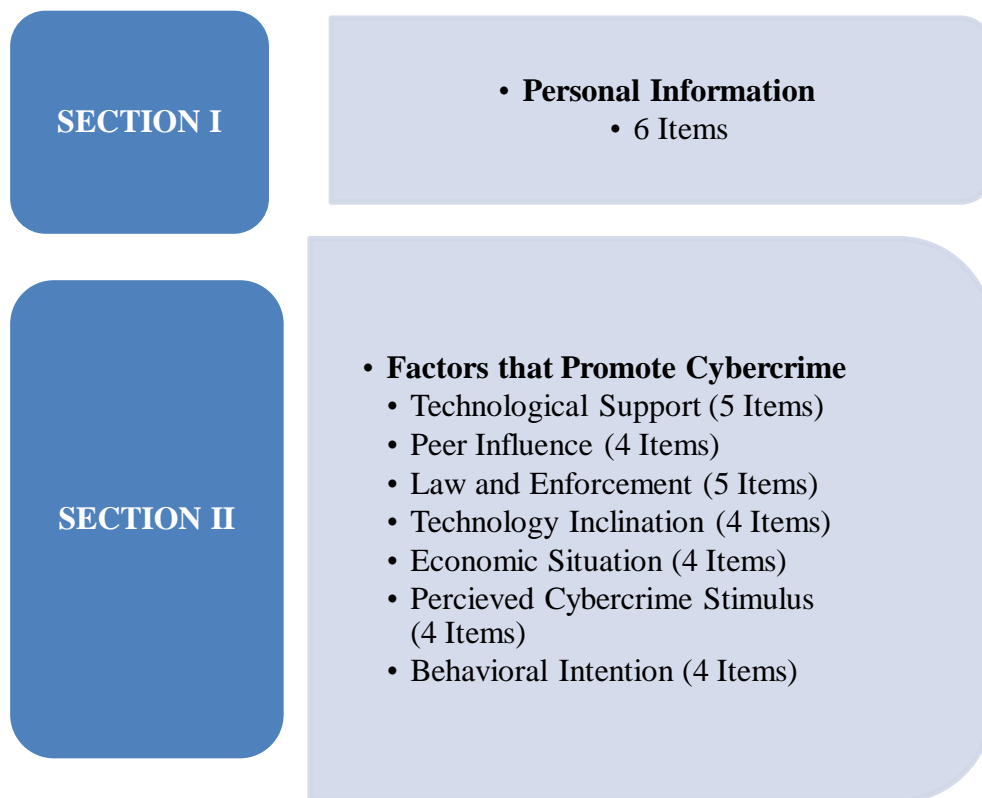 SECTION I
• Personal Information
• 6 Items
SECTION II
• Factors that Promote Cybercrime
• Technological Support (5 Items)
• Peer Influence (4 Items)
• Law and Enforcement (5 Items)
• Technology Inclination (4 Items)
• Economic Situation (4 Items)
• Percieved Cybercrime Stimulus
(4 Items)
• Behavioral Intention (4 Items)